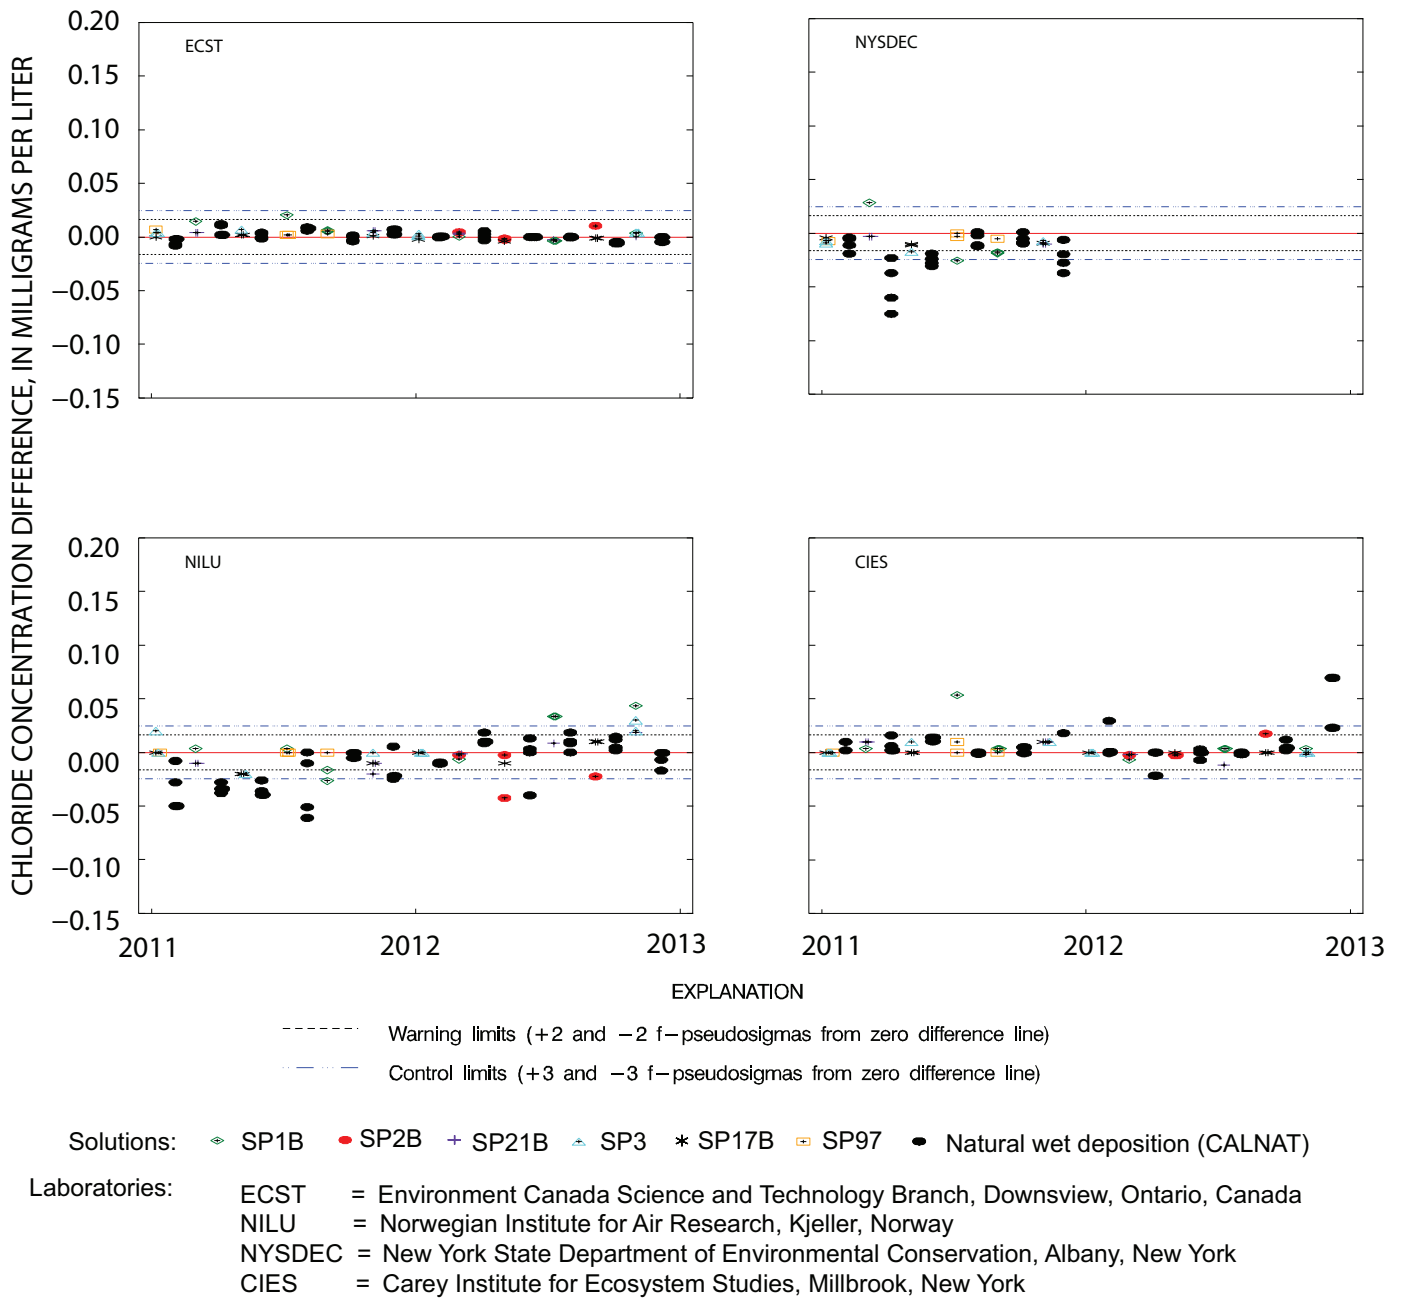 CHLORIDE CONCENTRATION DIFFERENCE, IN MILLIGRAMS PER LITER
0.20
0.15
0.10
0.05
0.00
−0.05
−0.10
−0.15
ECST
NYSDEC
0.20
0.15
0.10
0.05
0.00
−0.05
−0.10
−0.15
NILU
CIES
2011 2012 2013
2011 2012 2013
EXPLANATION
Warning limits (+2 and −2 f−pseudosigmas from zero difference line)
Control limits (+3 and −3 f−pseudosigmas from zero difference line)
Solutions: SP1B SP2B SP21B SP3 SP17B SP97 Natural wet deposition (CALNAT)
Laboratories:
ECST = Environment Canada Science and Technology Branch, Downsview, Ontario, Canada
NILU = Norwegian Institute for Air Research, Kjeller, Norway
NYSDEC = New York State Department of Environmental Conservation, Albany, New York
CIES = Carey Institute for Ecosystem Studies, Millbrook, New York